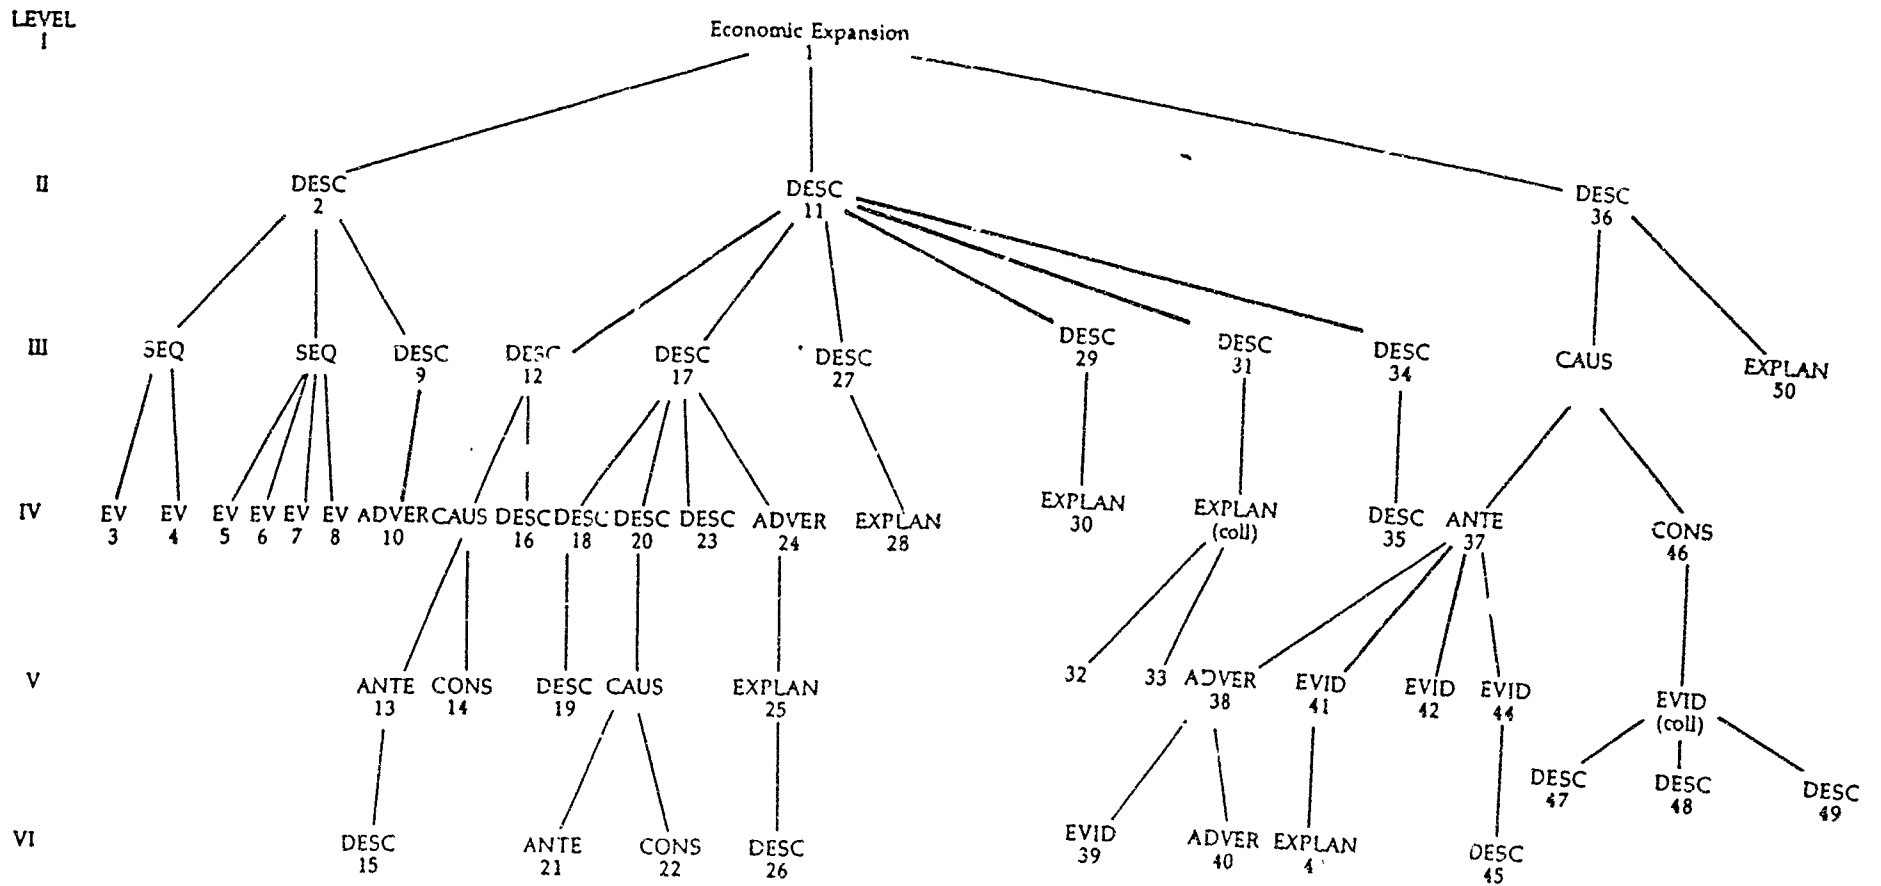 LEVEL
I
Economic Expansion
1
II
DESC
2
DESC
11
DESC
36
III
SEQ
SEQ
DESC
9
DESC
12
DESC
17
DESC
27
DESC
29
DESC
31
DESC
34
CAUS
EXPLAN
50
IV
EV
3
EV
4
EV
5
EV
6
EV
7
EV
8
ADVER
10
CAUS
DESC
16
DESC
18
DESC
20
DESC
23
ADVER
24
EXPLAN
28
EXPLAN
30
EXPLAN
(coll)
DESC
35
ANTE
37
CONS
46
V
ANTE
13
CONS
14
DESC
19
CAUS
EXPLAN
25
32
33
ADVER
38
EVID
41
EVID
42
EVID
44
EVID
(coll)
DESC
47
DESC
48
DESC
49
VI
DESC
15
ANTE
21
CONS
22
DESC
26
EVID
39
ADVER
40
EXPLAN
4
DESC
45